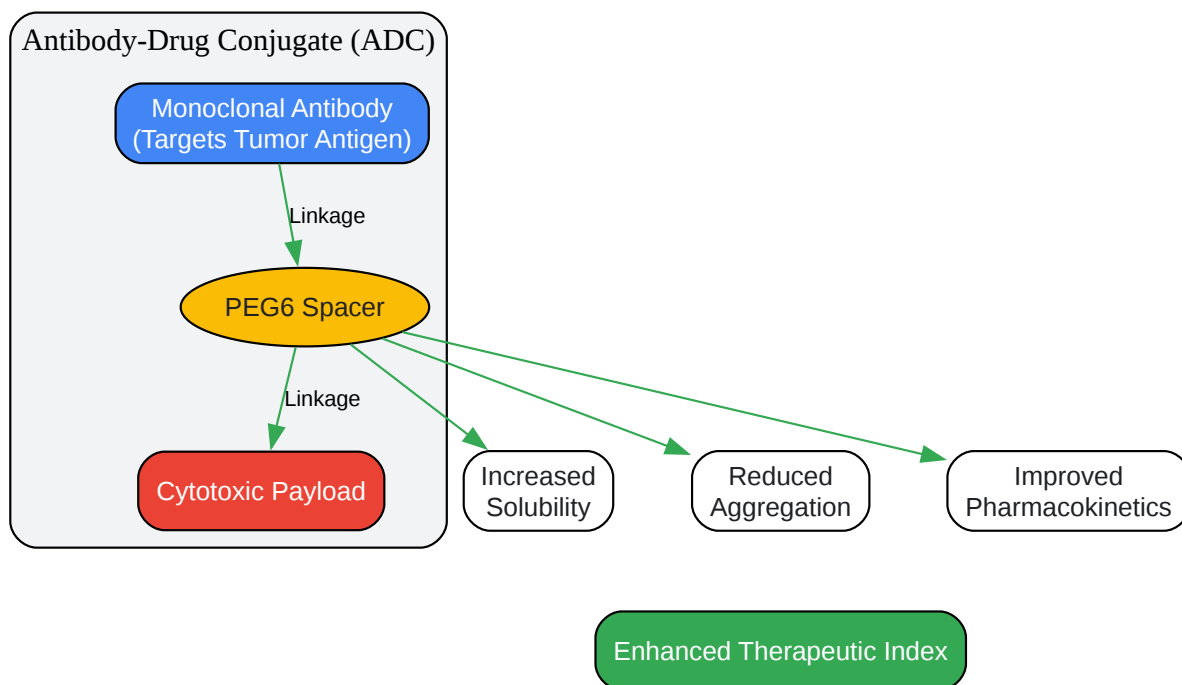 Antibody-Drug Conjugate (ADC)
Monoclonal Antibody
(Targets Tumor Antigen)
Linkage
PEG6 Spacer
Linkage
Cytotoxic Payload
Increased
Solubility
Reduced
Aggregation
Improved
Pharmacokinetics
Enhanced Therapeutic Index